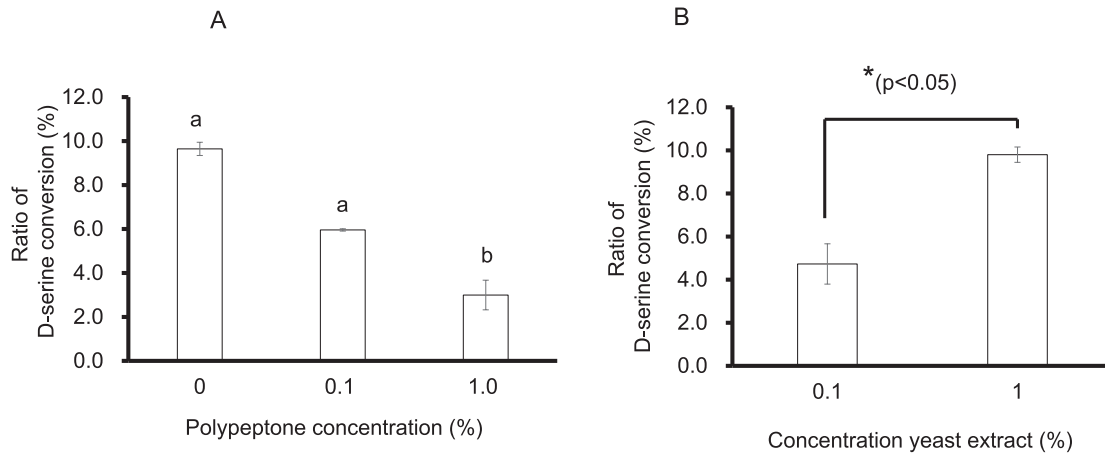 A
Ratio of
D-serine conversion (%)
12.0
10.0
8.0
6.0
4.0
2.0
0.0
a
a
b
0 0.1 1.0
Polypeptone concentration (%)
B
*(p<0.05)
Ratio of
D-serine conversion (%)
12.0
10.0
8.0
6.0
4.0
2.0
0.0
0.1 1
Concentration yeast extract (%)